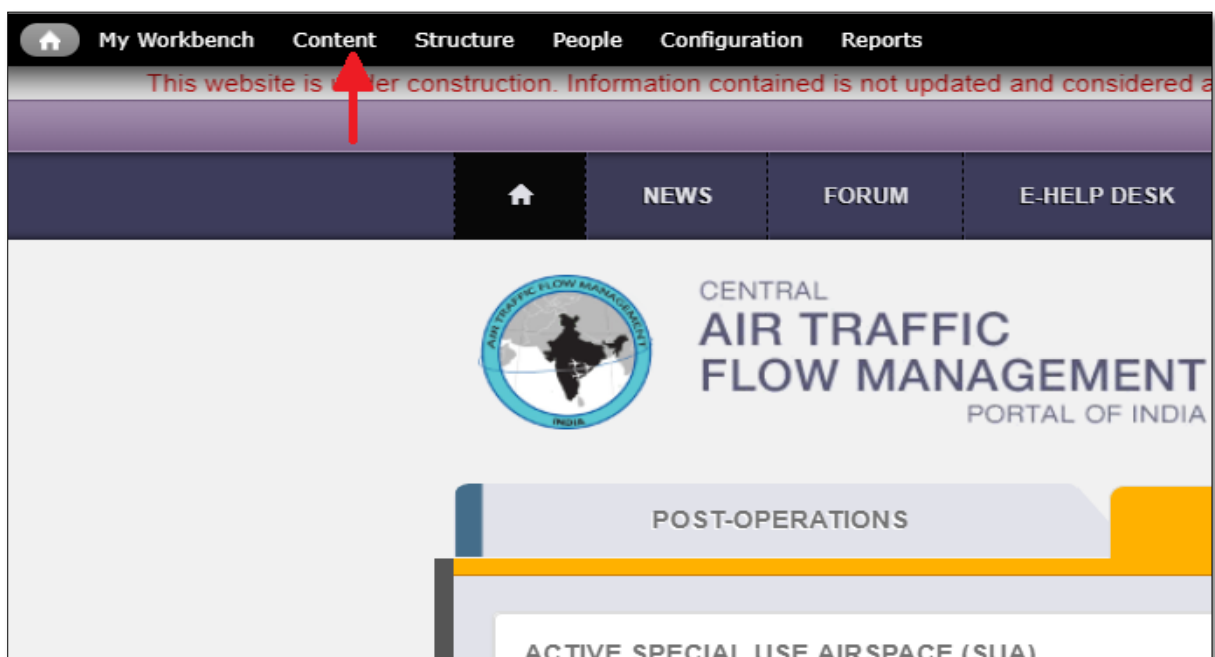 My Workbench Content Structure People Configuration Reports
This website is under construction. Information contained is not updated and considered a
NEWS FORUM E-HELP DESK
AIR TRAFFIC FLOW MANAGEMENT
INDIA
CENTRAL
AIR TRAFFIC
FLOW MANAGEMENT
PORTAL OF INDIA
POST-OPERATIONS
ACTIVE SPECIAL USE AIRSPACE (SUA)